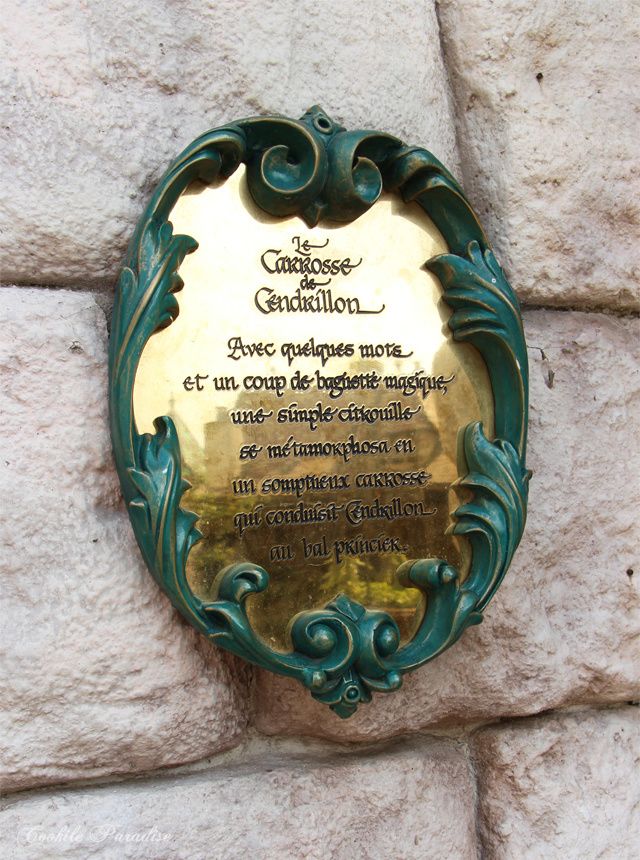 Le
Carrosse
de
Cendrillon
Avec quelques mots
et un coup de baguette magique,
une simple citrouille
se métamorphosa en
un somptueux carrosse
qui conduisit Cendrillon
au bal princier.
Cookile Paradise